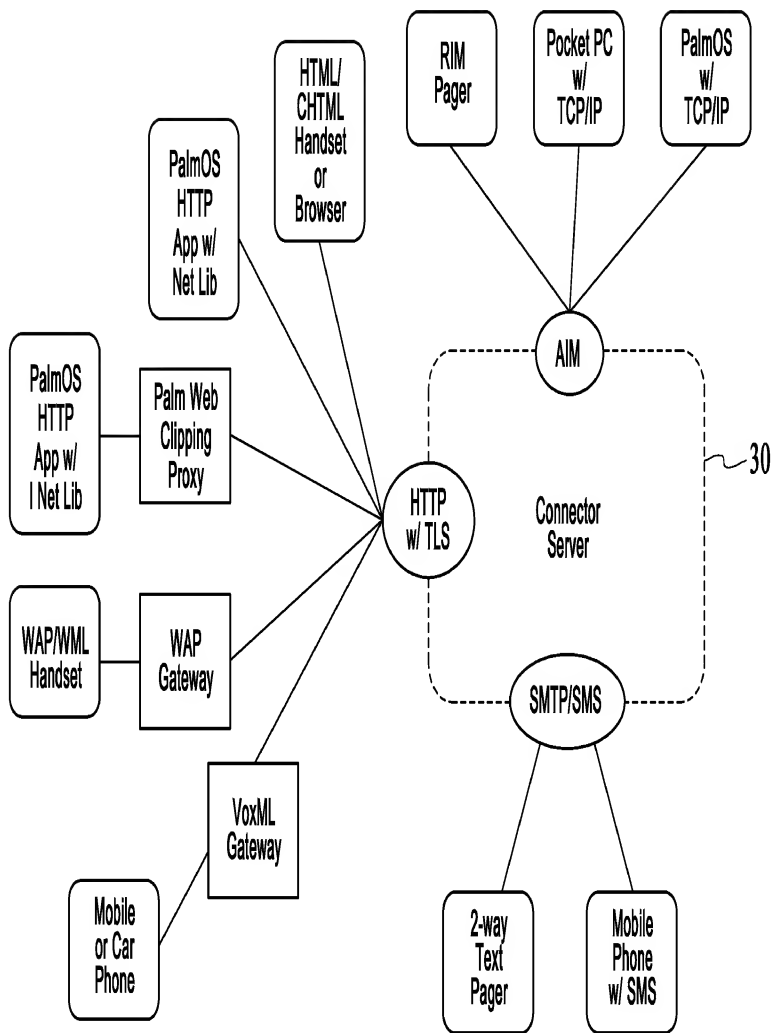 RIM
Pager
Pocket PC
w/
TCP/IP
PalmOS
w/
TCP/IP
HTML/
CHTML
Handset
or
Browser
PalmOS
HTTP
App w/
Net Lib
PalmOS
HTTP
App w/
I Net Lib
Palm Web
Clipping
Proxy
AIM
30
HTTP
w/ TLS
Connector
Server
WAP/WML
Handset
WAP
Gateway
SMTP/SMS
VoxML
Gateway
Mobile
or Car
Phone
2-way
Text
Pager
Mobile
Phone
w/ SMS